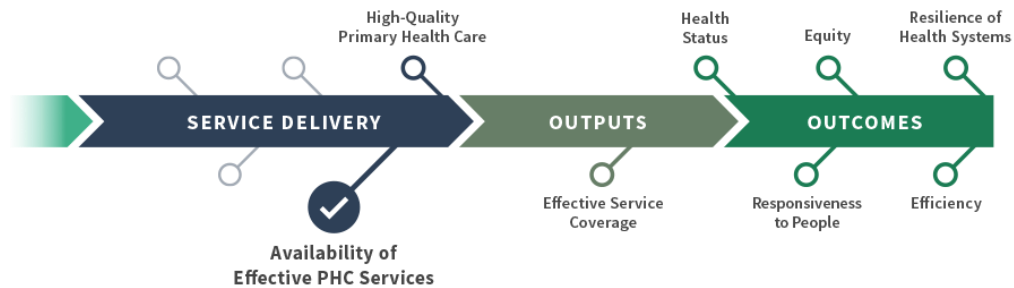 High-Quality
Primary Health Care
Health
Status
Equity
Resilience of
Health Systems
SERVICE DELIVERY
OUTPUTS
OUTCOMES
Availability of
Effective PHC Services
Effective Service
Coverage
Responsiveness
to People
Efficiency